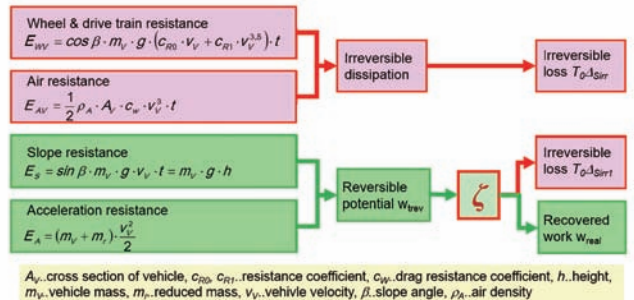 Wheel & drive train resistance
E_WV = cos β · m_V · g · (c_R0 · v_V + c_R1 · v_V^3,5) · t
Air resistance
E_AV = 1/2 ρ_A · A_V · c_w · v_V^3 · t
Irreversible
dissipation
Irreversible
loss T₀·Δ_Sirr
Slope resistance
E_S = sin β · m_V · g · v_V · t = m_V · g · h
Acceleration resistance
E_A = (m_V + m_r) · v_V^2/2
Reversible
potential w_trev
ζ
Irreversible
loss T₀·Δ_Sirr1
Recovered
work w_real
A_V..cross section of vehicle, c_R0, c_R1..resistance coefficient, c_W..drag resistance coefficient, h..height,
m_V..vehicle mass, m_r..reduced mass, v_V..vehivle velocity, β..slope angle, ρ_A..air density